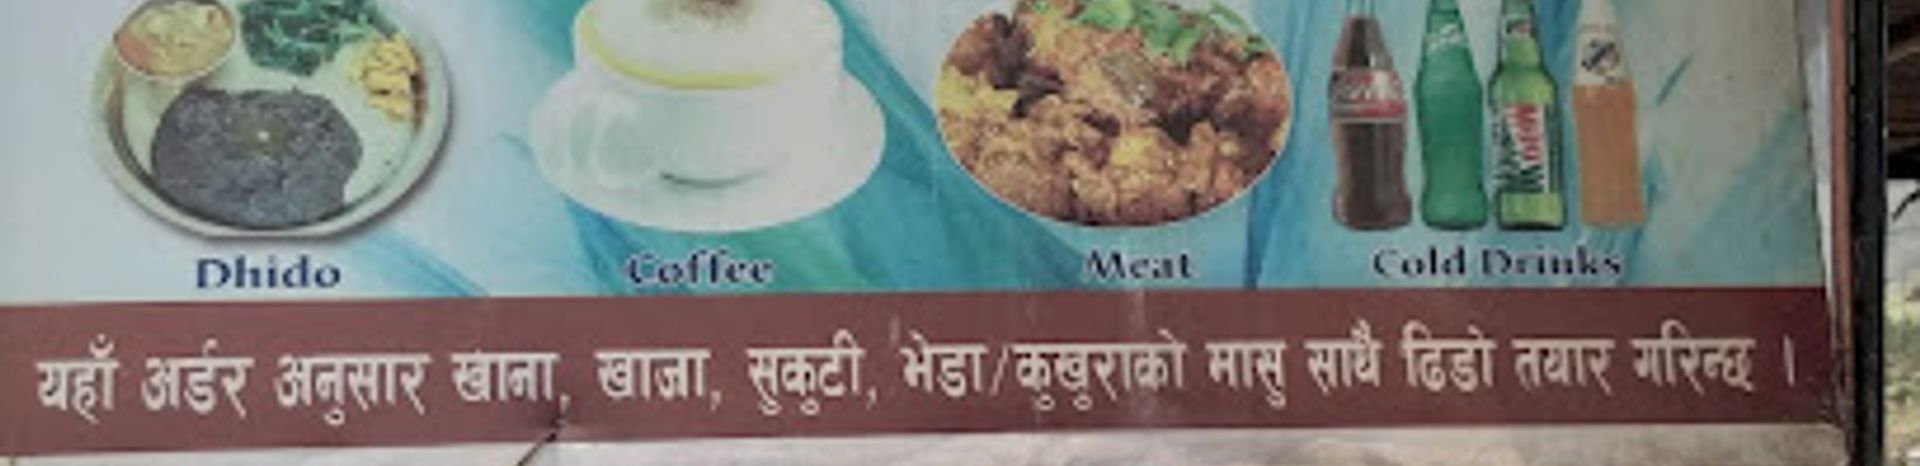 Dhido Coffee Meat Cold Drinks
यहाँ अर्डर अनुसार खाना, खाजा, सुकुटी, भेडा/कुखुराको मासु साथै ढिडो तयार गरिन्छ ।